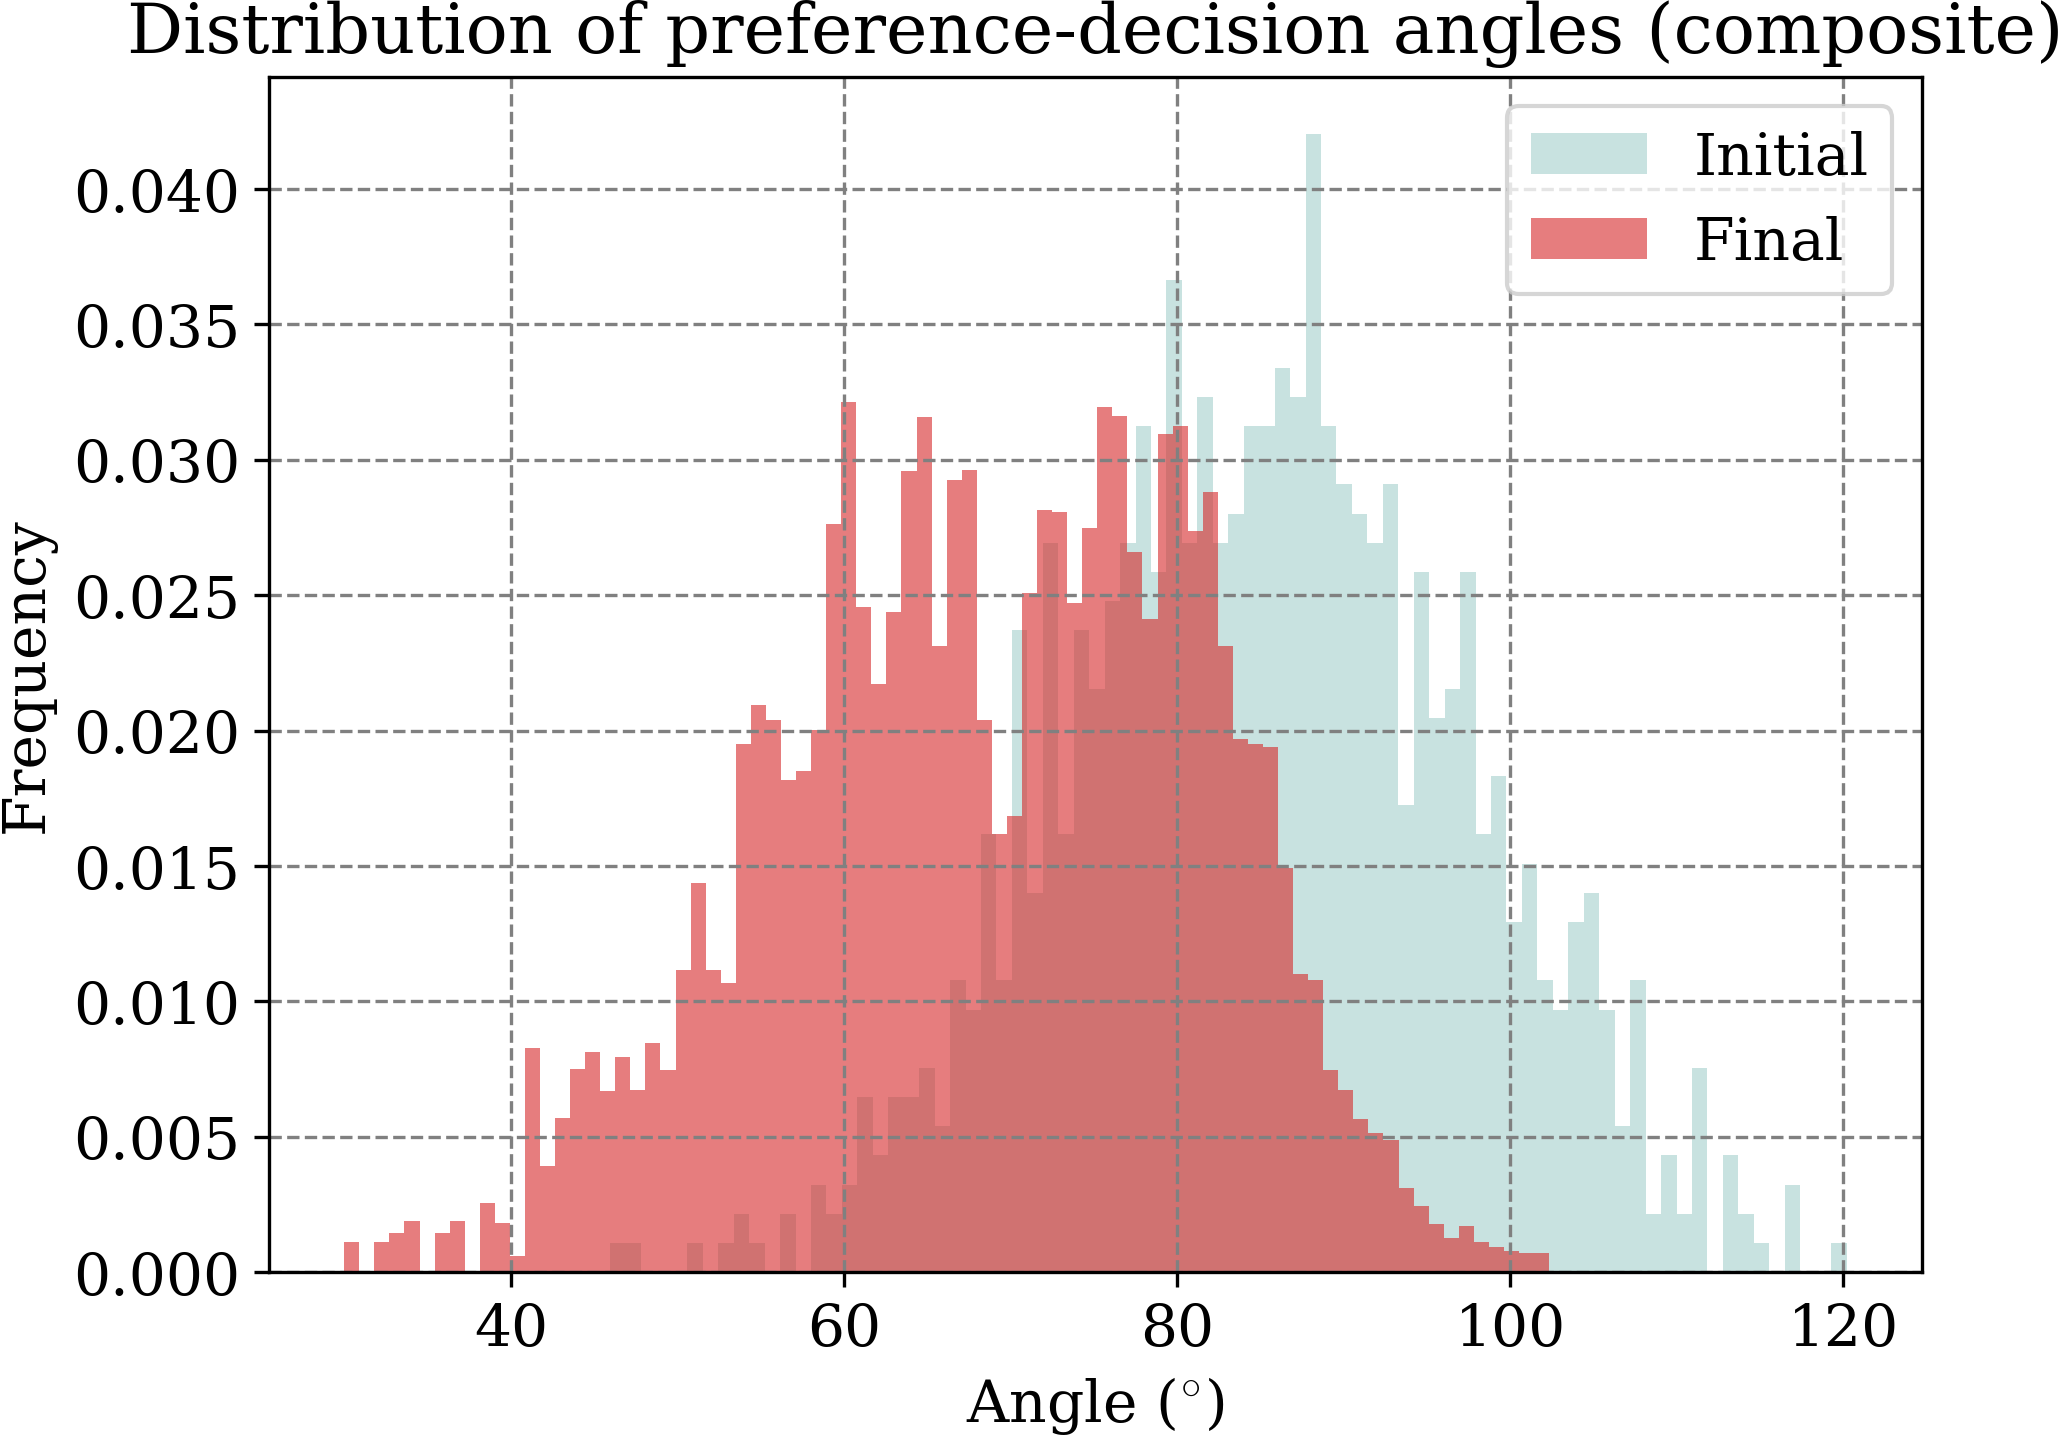 Distribution of preference-decision angles (composite)
Initial
Final
0.040
0.035
0.030
0.025
0.020
0.015
0.010
0.005
0.000
Frequency
40 60 80 100 120
Angle (°)